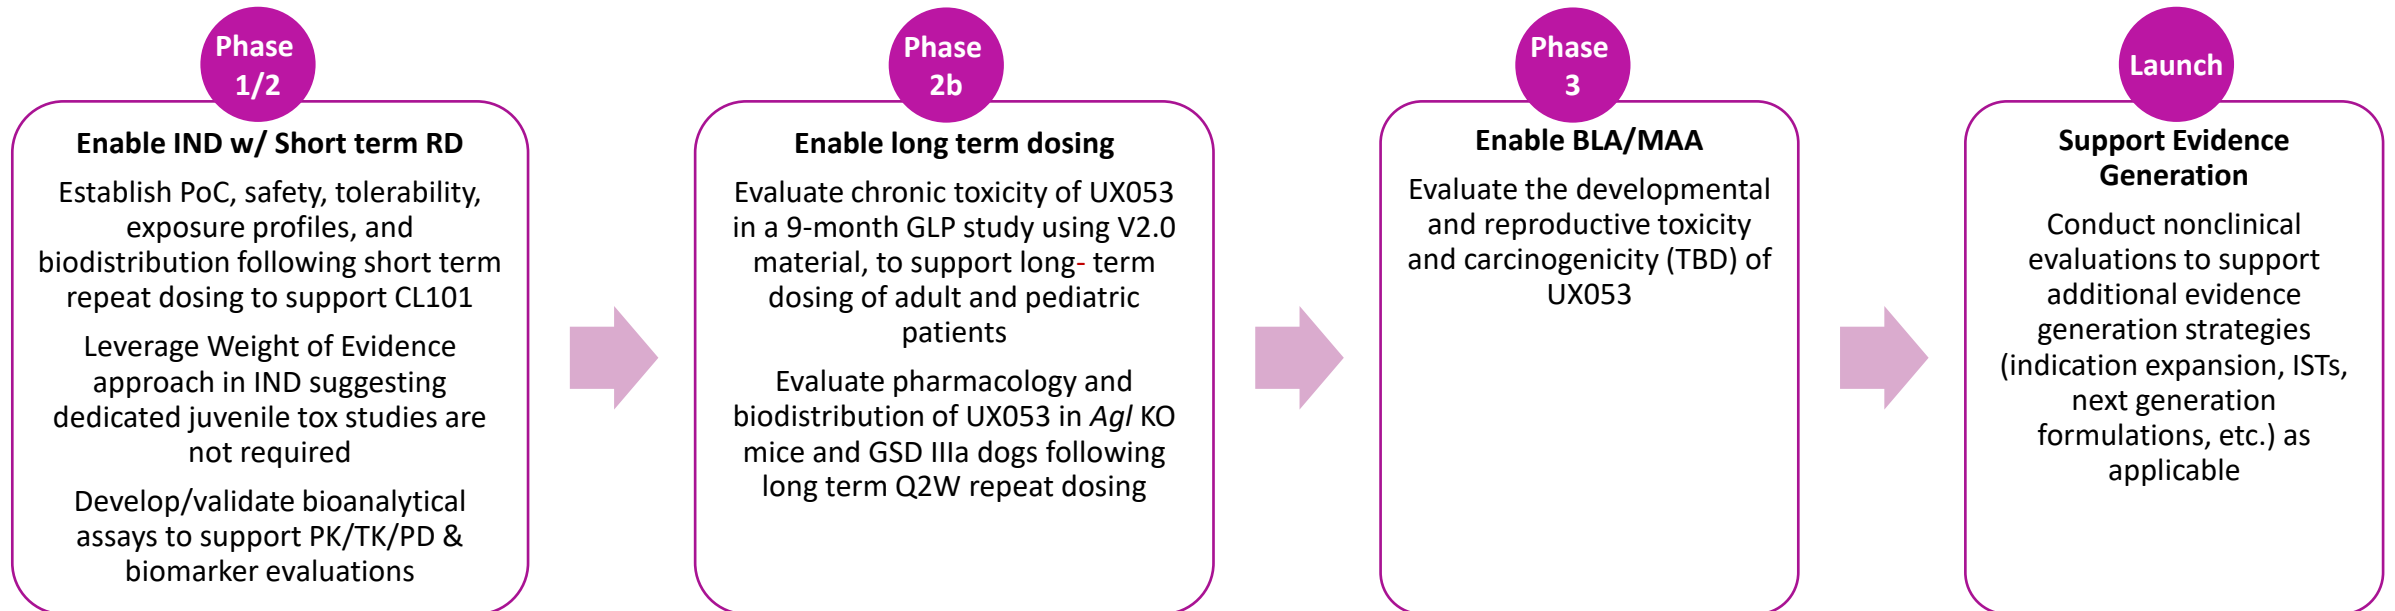 Phase
1/2
Enable IND w/ Short term RD
Establish PoC, safety, tolerability,
exposure profiles, and
biodistribution following short term
repeat dosing to support CL101
Leverage Weight of Evidence
approach in IND suggesting
dedicated juvenile tox studies are
not required
Develop/validate bioanalytical
assays to support PK/TK/PD &
biomarker evaluations
Phase
2b
Enable long term dosing
Evaluate chronic toxicity of UX053
in a 9-month GLP study using V2.0
material, to support long- term
dosing of adult and pediatric
patients
Evaluate pharmacology and
biodistribution of UX053 in Agl KO
mice and GSD IIIa dogs following
long term Q2W repeat dosing
Phase
3
Enable BLA/MAA
Evaluate the developmental
and reproductive toxicity
and carcinogenicity (TBD) of
UX053
Launch
Support Evidence
Generation
Conduct nonclinical
evaluations to support
additional evidence
generation strategies
(indication expansion, ISTs,
next generation
formulations, etc.) as
applicable